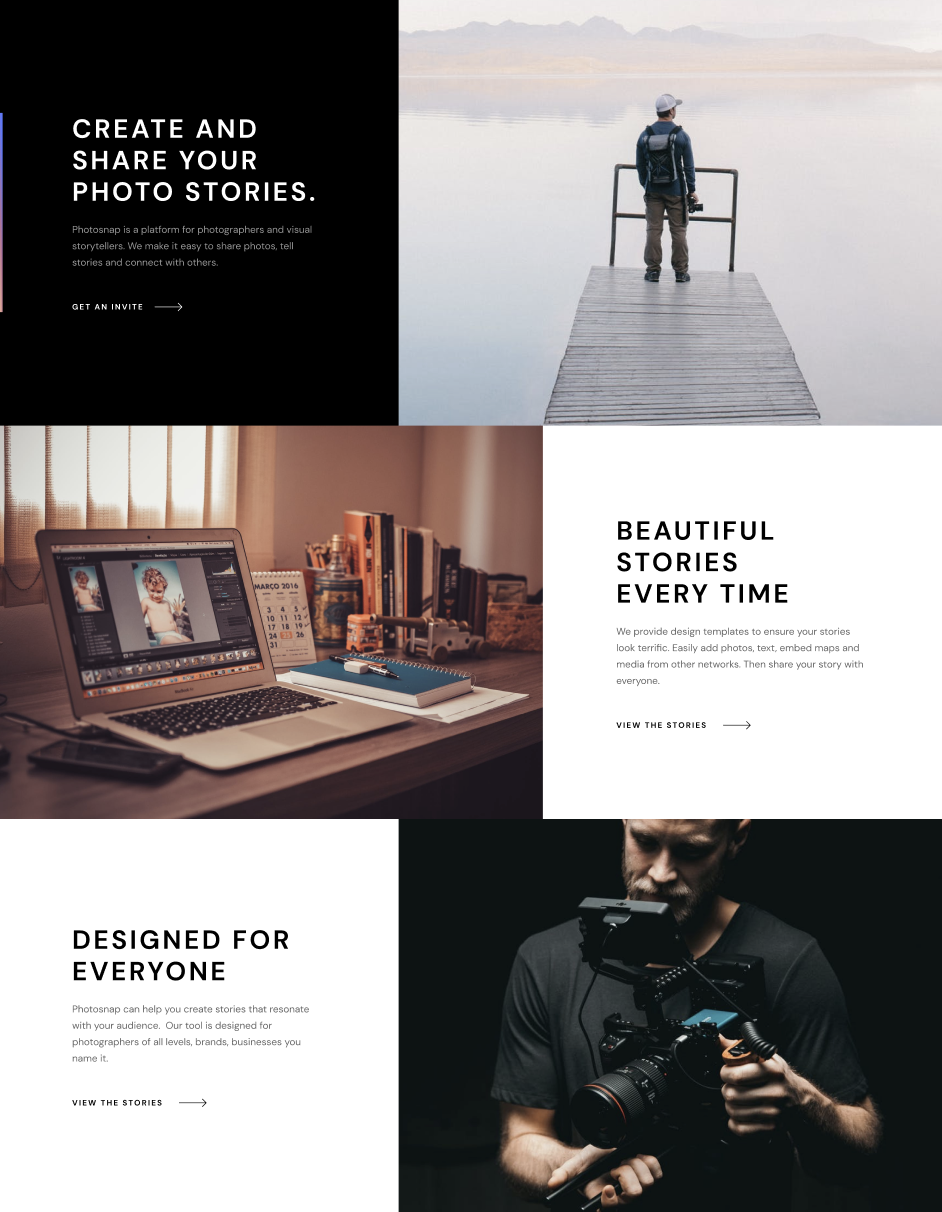 CREATE AND
SHARE YOUR
PHOTO STORIES.
Photosnap is a platform for photographers and visual
storytellers. We make it easy to share photos, tell
stories and connect with others.
GET AN INVITE
MARÇO 2016
BEAUTIFUL
STORIES
EVERY TIME
We provide design templates to ensure your stories
look terrific. Easily add photos, text, embed maps and
media from other networks. Then share your story with
everyone.
VIEW THE STORIES
DESIGNED FOR
EVERYONE
Photosnap can help you create stories that resonate
with your audience.  Our tool is designed for
photographers of all levels, brands, businesses you
name it.
VIEW THE STORIES